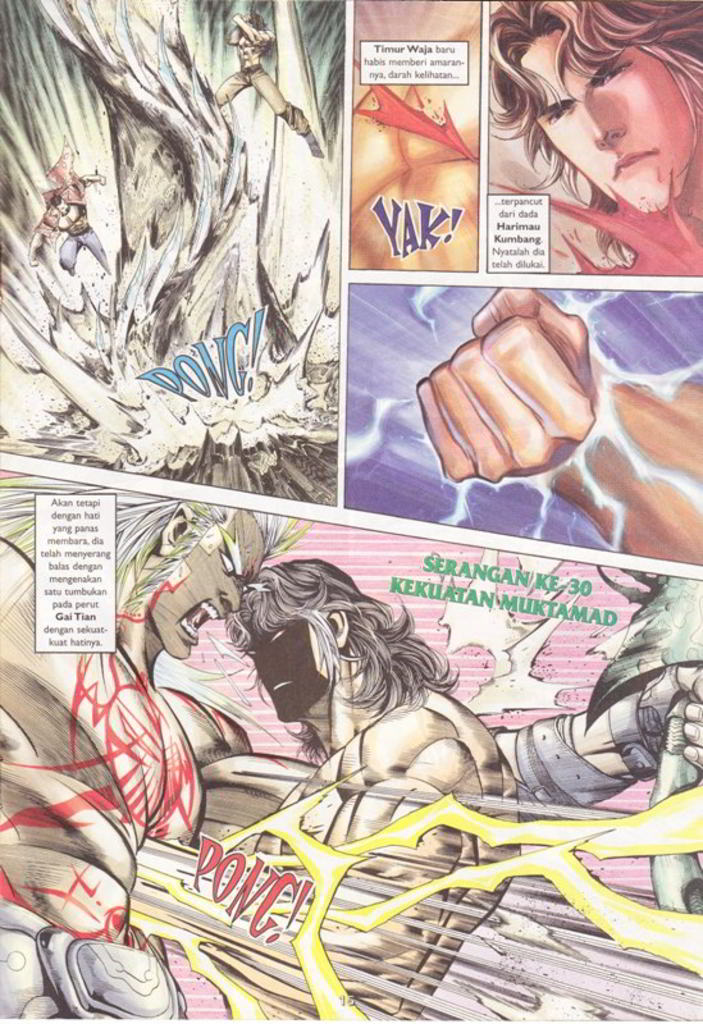 Timur Waja baru
habis memberi amaran-
nya, darah kelihatan...
YAK!
...terpancut
dari dada
Harimau
Kumbang.
Nyatalah dia
telah dilukai.
PONG!
Akan tetapi
dengan hati
yang panas
membara, dia
telah menyerang
balas dengan
mengenakan
satu tumbukan
pada perut
Gai Tian
dengan sekuat-
kuat hatinya.
SERANGAN KE 30
KEKUATAN MUKTAMAD
PONG!
15